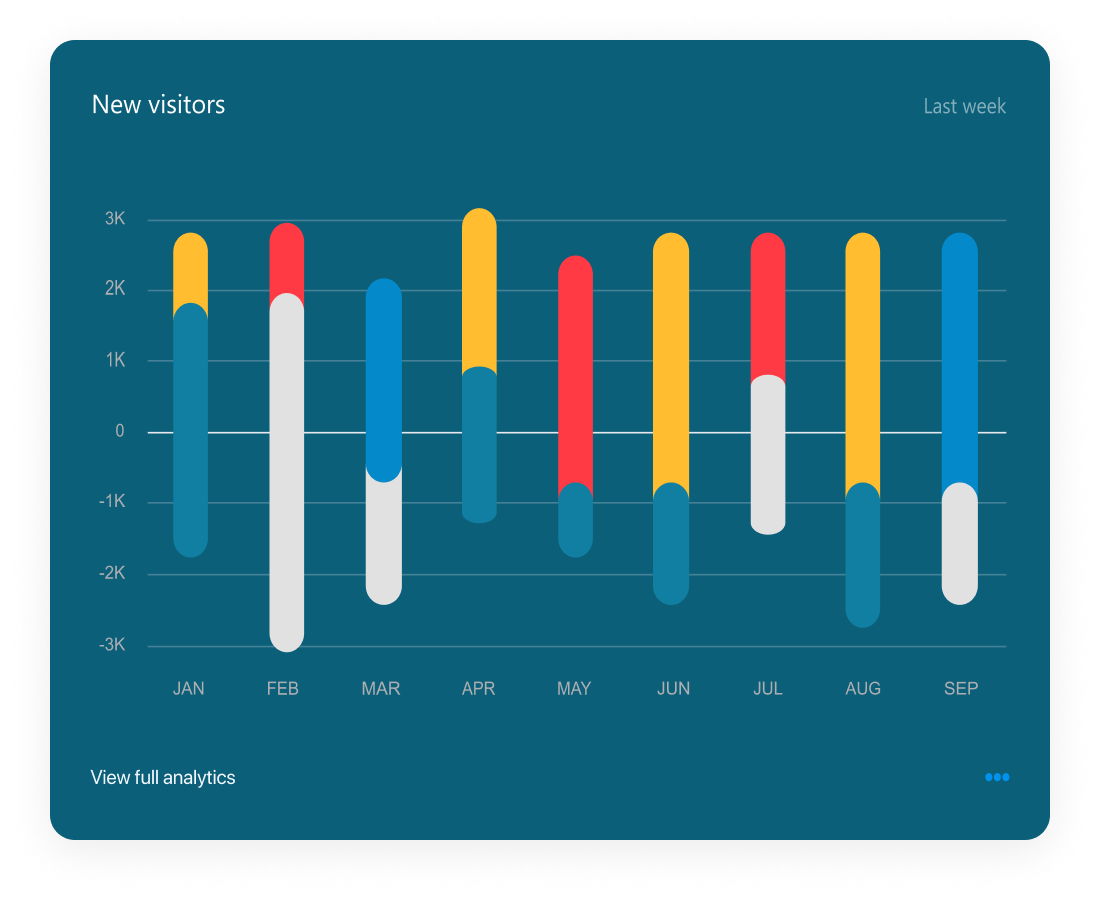 New visitors
Last week
3K
2K
1K
0
-1K
-2K
-3K
JAN FEB MAR APR MAY JUN JUL AUG SEP
View full analytics